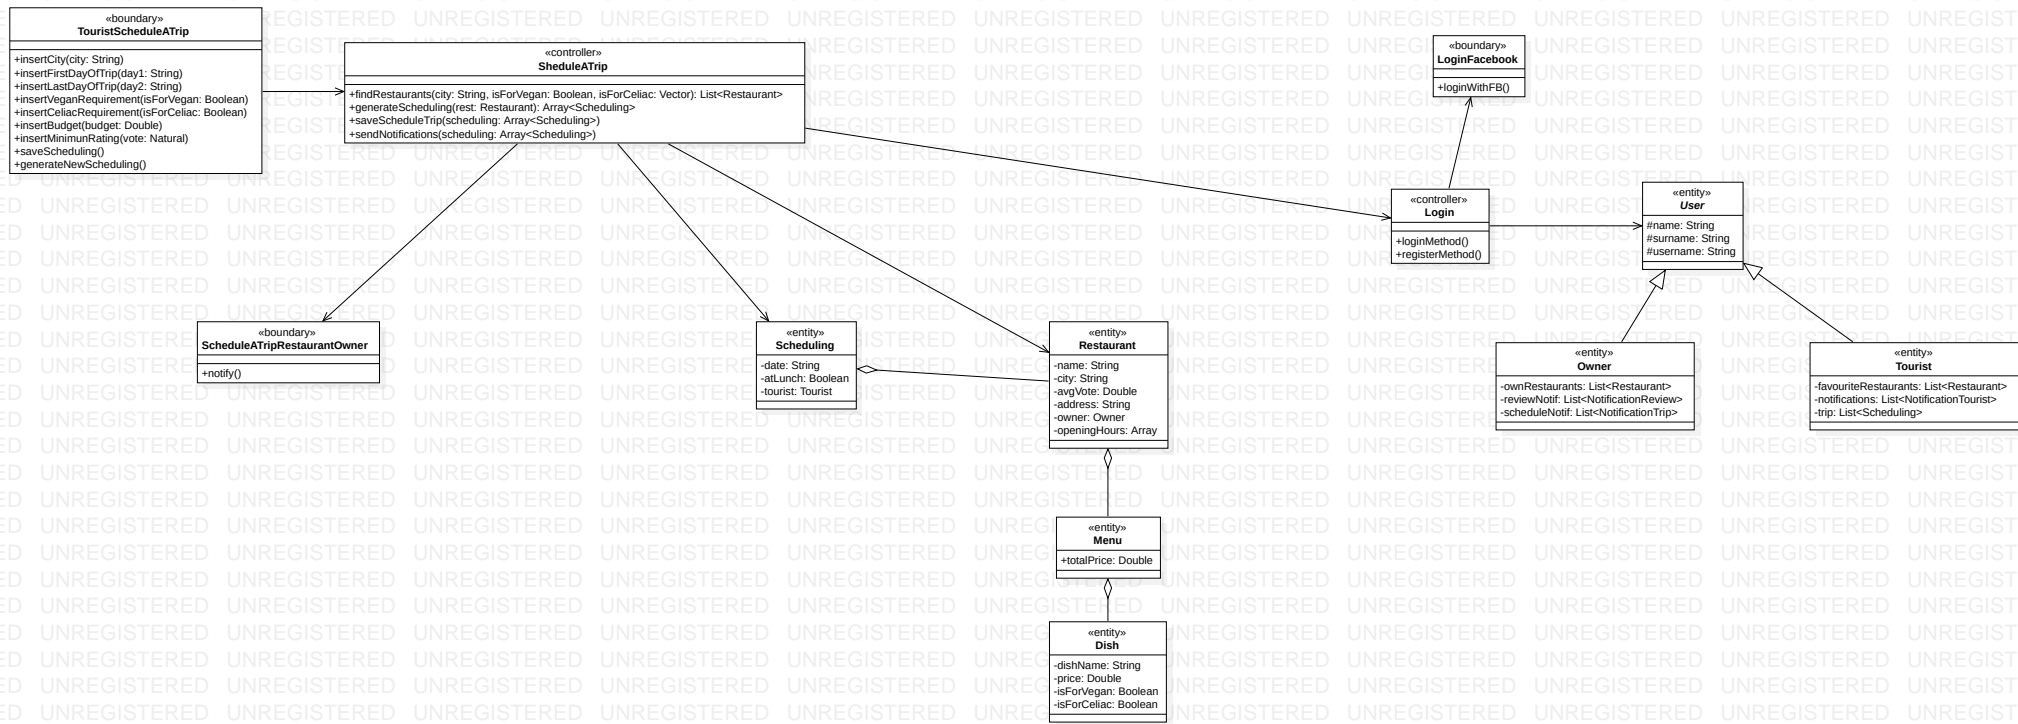 «boundary»
TouristScheduleATrip
+insertCity(city: String)
+insertFirstDayOfTrip(day1: String)
+insertLastDayOfTrip(day2: String)
+insertVeganRequirement(isForVegan: Boolean)
+insertCeliacRequirement(isForCeliac: Boolean)
+insertBudget(budget: Double)
+insertMinimunRating(vote: Natural)
+saveScheduling()
+generateNewScheduling()
«controller»
SheduleATrip
+findRestaurants(city: String, isForVegan: Boolean, isForCeliac: Vector): List<Restaurant>
+generateScheduling(rest: Restaurant): Array<Scheduling>
+saveScheduleTrip(scheduling: Array<Scheduling>)
+sendNotifications(scheduling: Array<Scheduling>)
«boundary»
LoginFacebook
+loginWithFB()
«controller»
Login
+loginMethod()
+registerMethod()
«entity»
User
#name: String
#surname: String
#username: String
«boundary»
ScheduleATripRestaurantOwner
+notify()
«entity»
Scheduling
-date: String
-atLunch: Boolean
-tourist: Tourist
«entity»
Restaurant
-name: String
-city: String
-avgVote: Double
-address: String
-owner: Owner
-openingHours: Array
«entity»
Owner
-ownRestaurants: List<Restaurant>
-reviewNotif: List<NotificationReview>
-scheduleNotif: List<NotificationTrip>
«entity»
Tourist
-favouriteRestaurants: List<Restaurant>
-notifications: List<NotificationTourist>
-trip: List<Scheduling>
«entity»
Menu
+totalPrice: Double
«entity»
Dish
-dishName: String
-price: Double
-isForVegan: Boolean
-isForCeliac: Boolean
UNREGISTERED